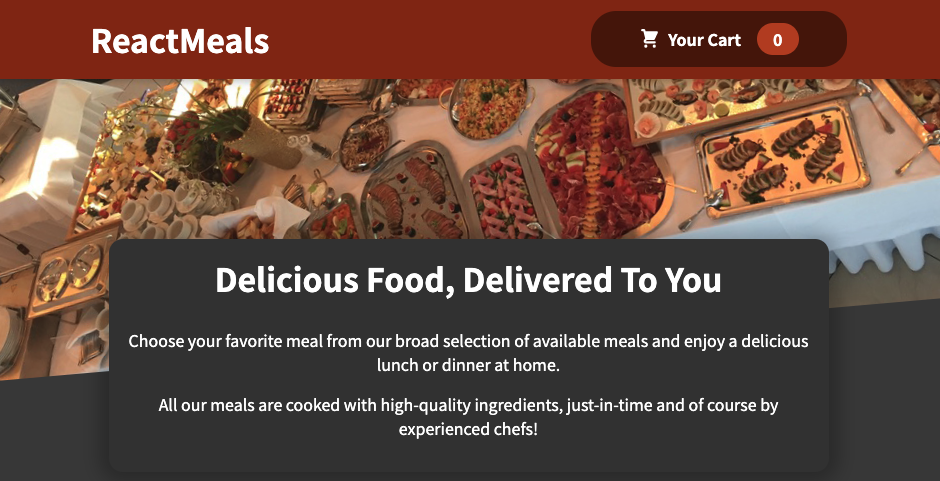 ReactMeals
Your Cart 0
Delicious Food, Delivered To You
Choose your favorite meal from our broad selection of available meals and enjoy a delicious
lunch or dinner at home.
All our meals are cooked with high-quality ingredients, just-in-time and of course by
experienced chefs!